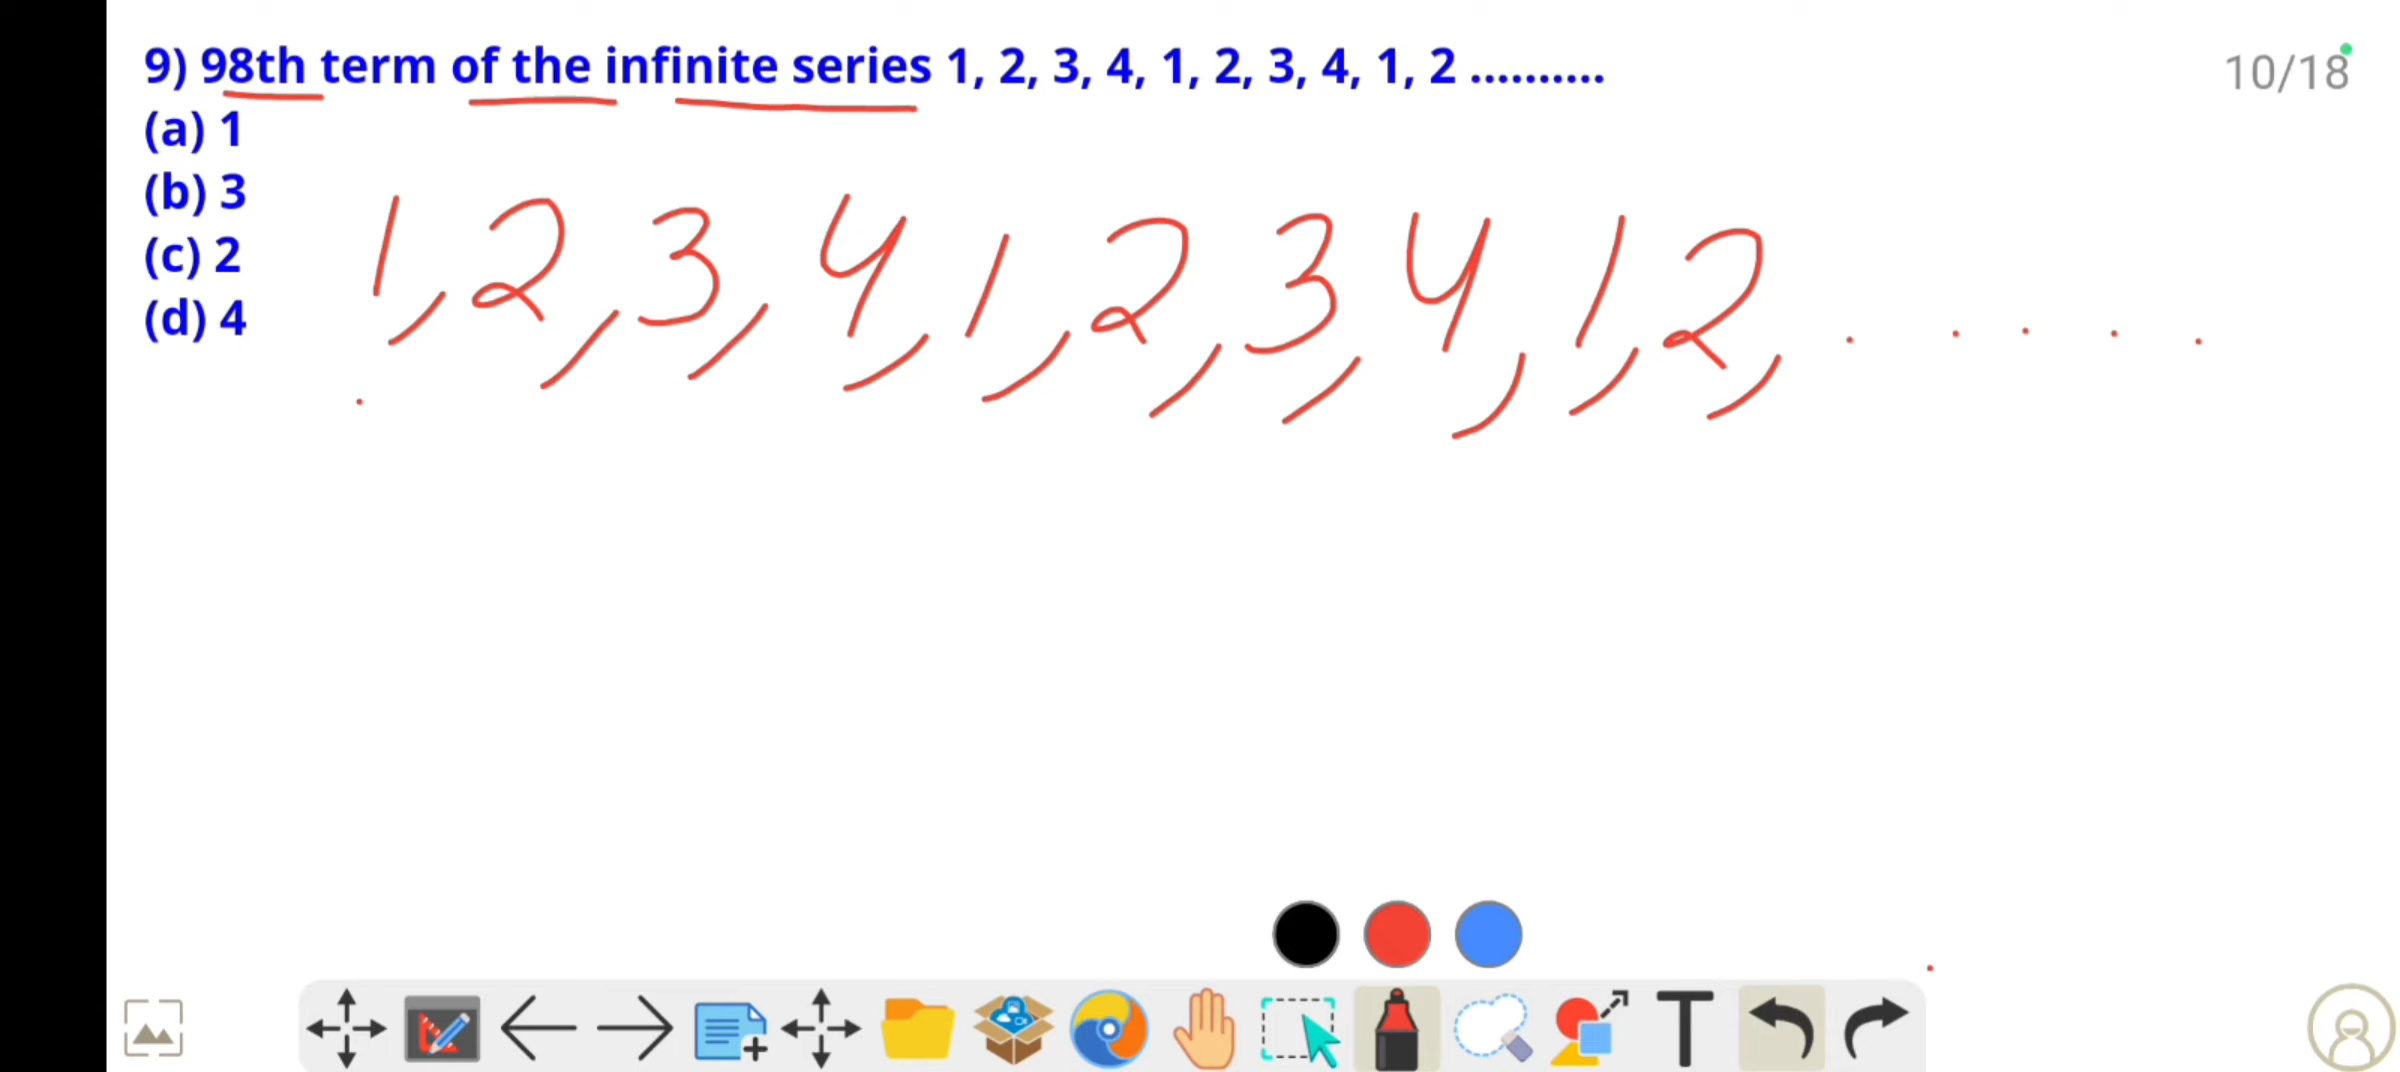 9) 98th term of the infinite series 1, 2, 3, 4, 1, 2, 3, 4, 1, 2 ..........
10/18
(a) 1
(b) 3
(c) 2
(d) 4
1, 2, 3, 4, 1, 2, 3, 4, 1, 2, . . . . .
T